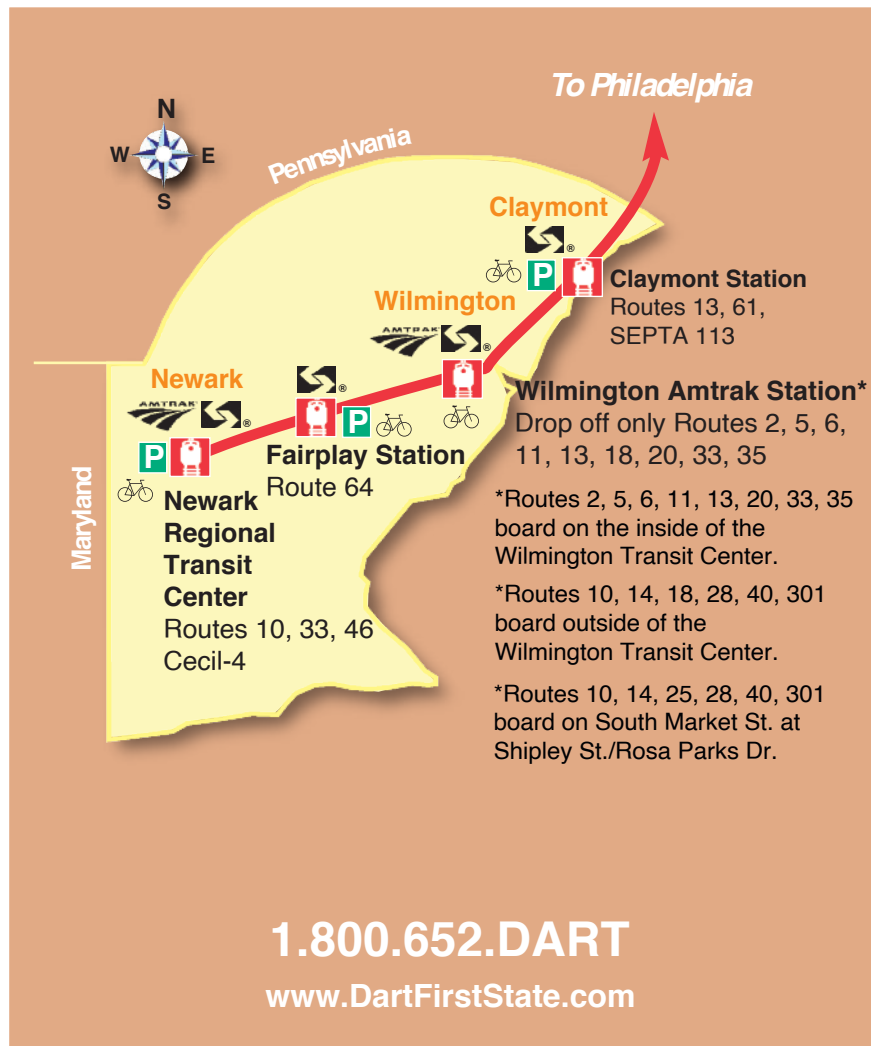 To Philadelphia
N
W E
S
Pennsylvania
Claymont
®
P
Claymont Station
Routes 13, 61,
SEPTA 113
Wilmington
AMTRAK ®
Newark
AMTRAK ®
P
®
P
Fairplay Station
Route 64
Wilmington Amtrak Station*
Drop off only Routes 2, 5, 6,
11, 13, 18, 20, 33, 35
Maryland
Newark
Regional
Transit
Center
Routes 10, 33, 46
Cecil-4
*Routes 2, 5, 6, 11, 13, 20, 33, 35
board on the inside of the
Wilmington Transit Center.
*Routes 10, 14, 18, 28, 40, 301
board outside of the
Wilmington Transit Center.
*Routes 10, 14, 25, 28, 40, 301
board on South Market St. at
Shipley St./Rosa Parks Dr.
1.800.652.DART
www.DartFirstState.com